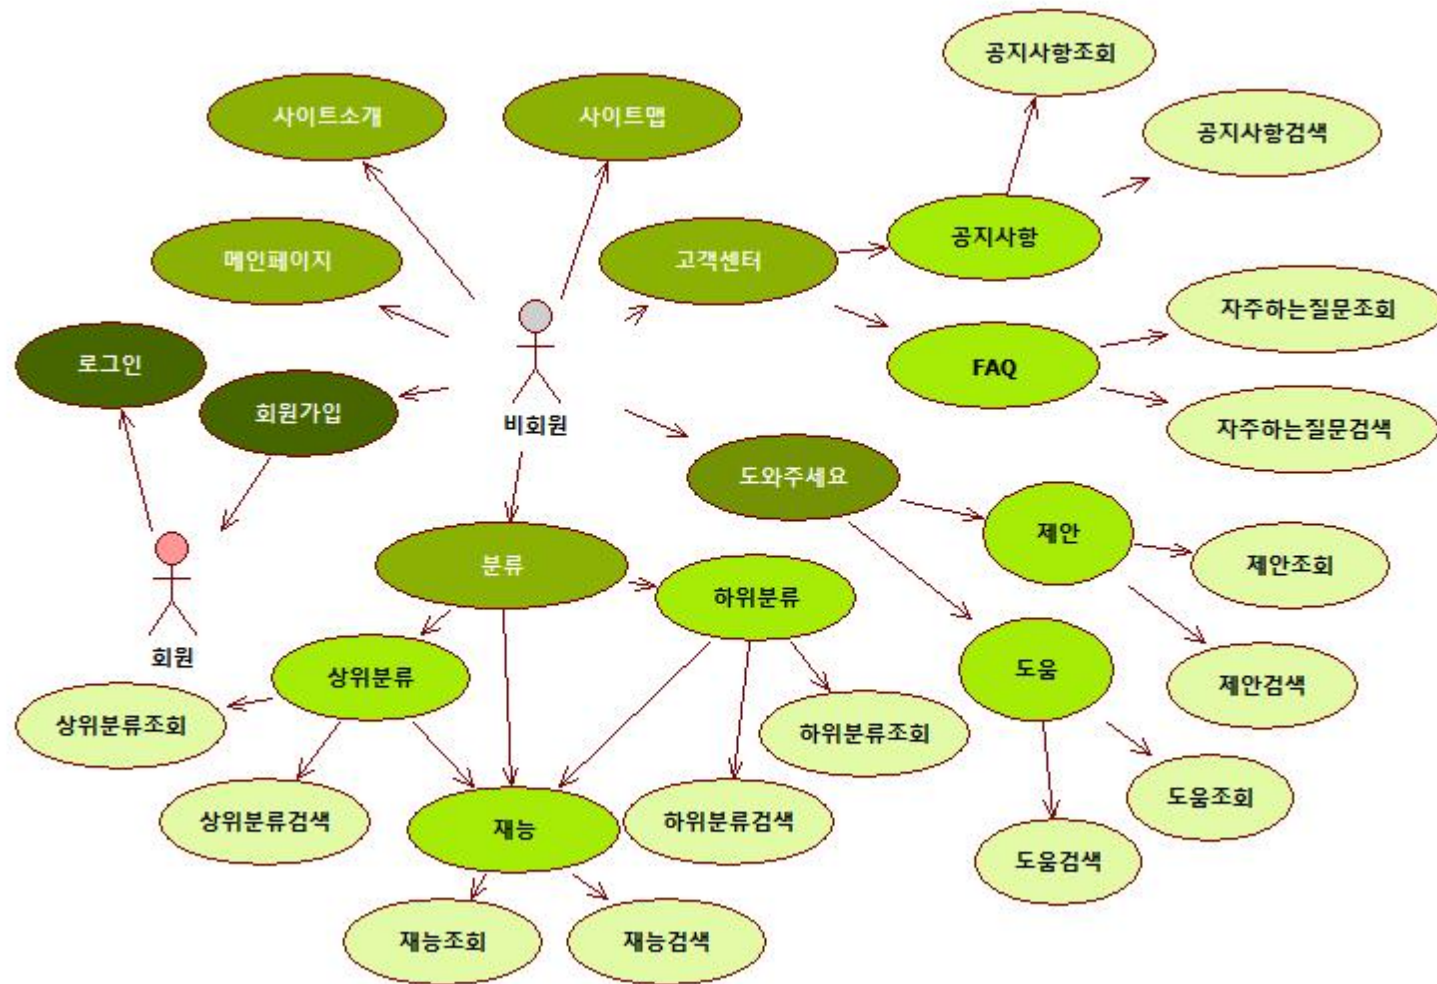 공지사항조회
사이트소개
사이트맵
공지사항검색
메인페이지
고객센터
공지사항
자주하는질문조회
로그인
회원가입
비회원
FAQ
자주하는질문검색
도와주세요
제안
제안조회
분류
하위분류
회원
상위분류
도움
제안검색
상위분류조회
하위분류조회
도움조회
상위분류검색
재능
하위분류검색
도움검색
재능조회
재능검색